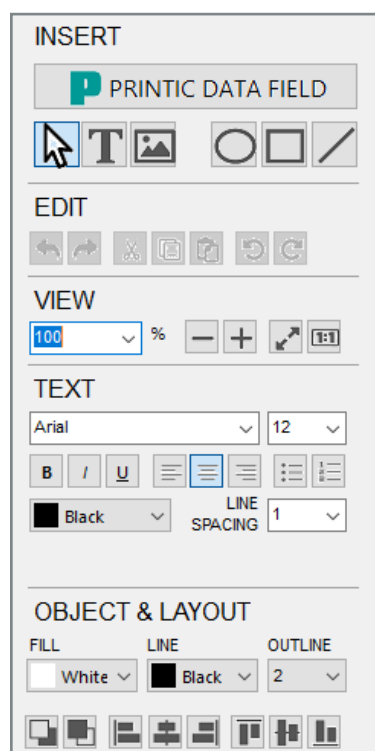 INSERT
PRINTIC DATA FIELD
T
EDIT
VIEW
100 %
1:1
TEXT
Arial 12
B I U
Black LINE SPACING 1
OBJECT & LAYOUT
FILL LINE OUTLINE
White Black 2